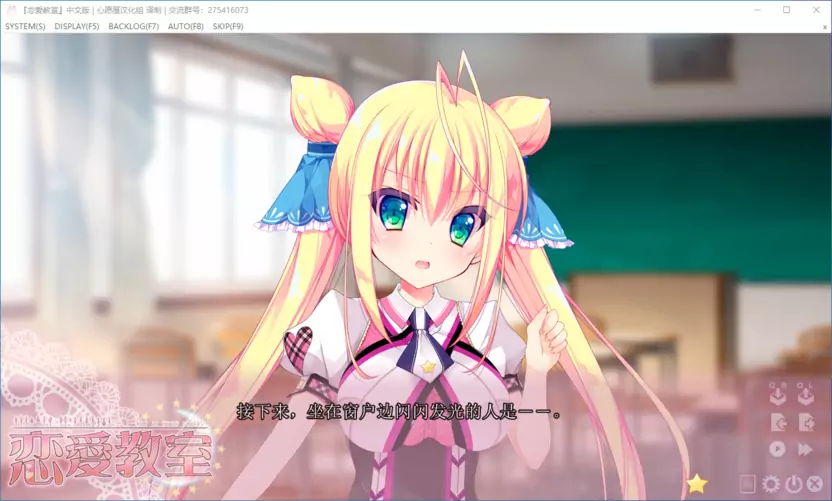 『恋爱教室』中文版 | 心愿屋汉化组 译制 | 交流群号：275416073
SYSTEM(S) DISPLAY(F5) BACKLOG(F7) AUTO(F8) SKIP(F9)
接下来，坐在窗户边闪闪发光的人是－－。
恋愛教室
Q S Q L